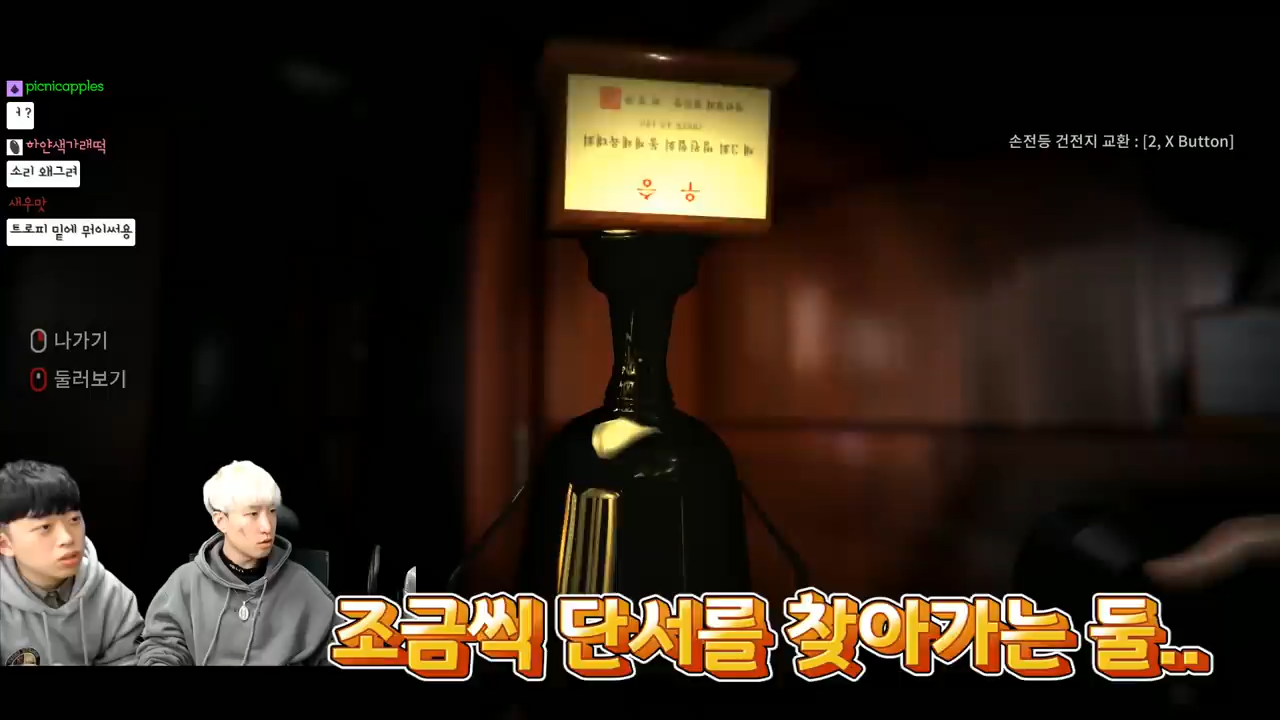 picnicapples
ㅓ?
하얀색가래떡
소리 왜그려
새우맛
트로피 밑에 뭐이써용
손전등 건전지 교환 : [2, X Button]
우 승
나가기
둘러보기
조금씩 단서를 찾아가는 둘..